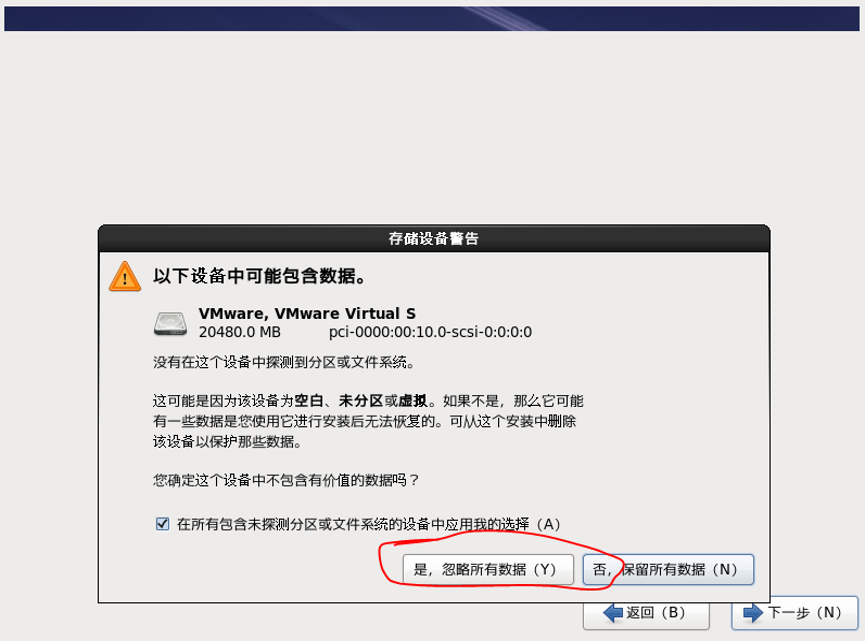 存储设备警告
以下设备中可能包含数据。
VMware, VMware Virtual S
20480.0 MB pci-0000:00:10.0-scsi-0:0:0:0
没有在这个设备中探测到分区或文件系统。
这可能是因为该设备为空白、未分区或虚拟。如果不是，那么它可能
有一些数据是您使用它进行安装后无法恢复的。可从这个安装中删除
该设备以保护那些数据。
您确定这个设备中不包含有价值的数据吗？
在所有包含未探测分区或文件系统的设备中应用我的选择（A）
是，忽略所有数据（Y） 否，保留所有数据（N）
返回（B） 下一步（N）